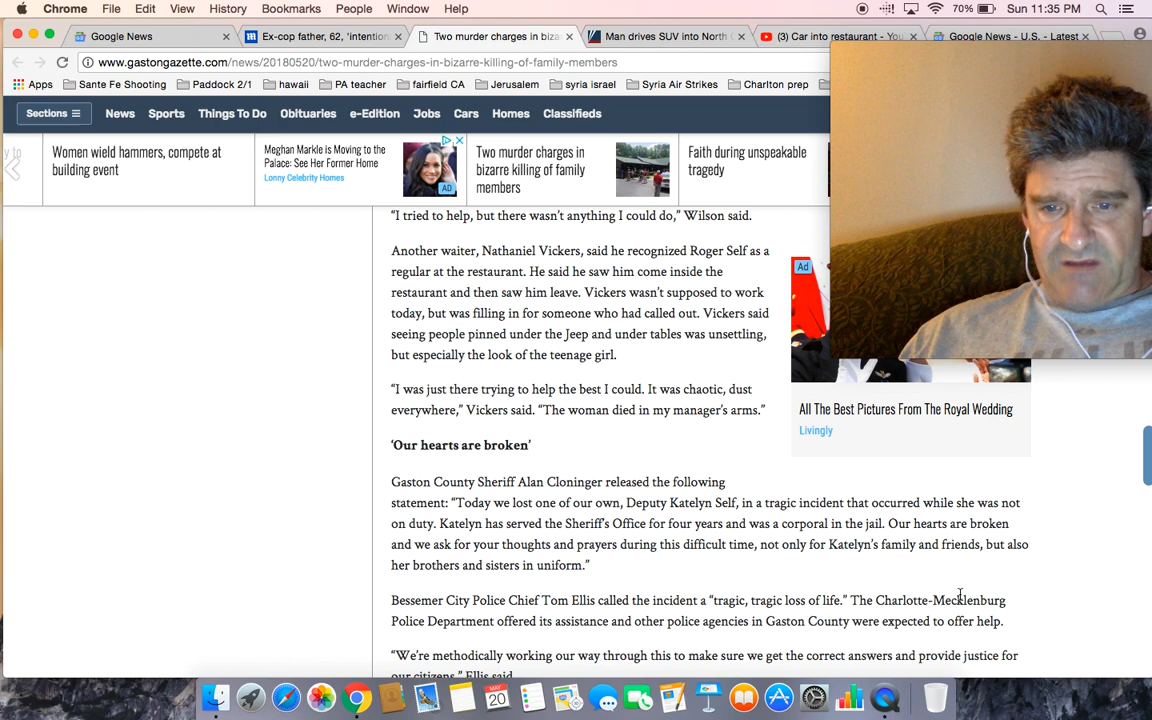 Chrome File Edit View History Bookmarks People Window Help 70% Sun 11:35 PM
Google News × Ex-cop father, 62, 'intention × Two murder charges in biza × Man drives SUV into North C × (3) Car into restaurant - You × Google News - U.S. - Latest ×
www.gastongazette.com/news/20180520/two-murder-charges-in-bizarre-killing-of-family-members
Apps Sante Fe Shooting Paddock 2/1 hawaii PA teacher fairfield CA Jerusalem syria israel Syria Air Strikes Charlton prep
Sections News Sports Things To Do Obituaries e-Edition Jobs Cars Homes Classifieds
y to
Women wield hammers, compete at
building event
Meghan Markle is Moving to the
Palace: See Her Former Home
Lonny Celebrity Homes
AD
Two murder charges in
bizarre killing of family
members
Faith during unspeakable
tragedy
“I tried to help, but there wasn’t anything I could do,” Wilson said.
Another waiter, Nathaniel Vickers, said he recognized Roger Self as a
regular at the restaurant. He said he saw him come inside the
restaurant and then saw him leave. Vickers wasn’t supposed to work
today, but was filling in for someone who had called out. Vickers said
seeing people pinned under the Jeep and under tables was unsettling,
but especially the look of the teenage girl.
“I was just there trying to help the best I could. It was chaotic, dust
everywhere,” Vickers said. “The woman died in my manager’s arms.”
Ad
All The Best Pictures From The Royal Wedding
Livingly
‘Our hearts are broken’
Gaston County Sheriff Alan Cloninger released the following
statement: “Today we lost one of our own, Deputy Katelyn Self, in a tragic incident that occurred while she was not
on duty. Katelyn has served the Sheriff’s Office for four years and was a corporal in the jail. Our hearts are broken
and we ask for your thoughts and prayers during this difficult time, not only for Katelyn’s family and friends, but also
her brothers and sisters in uniform.”
Bessemer City Police Chief Tom Ellis called the incident a “tragic, tragic loss of life.” The Charlotte-Mecklenburg
Police Department offered its assistance and other police agencies in Gaston County were expected to offer help.
“We’re methodically working our way through this to make sure we get the correct answers and provide justice for
our citizens,” Ellis said.
MAY
20